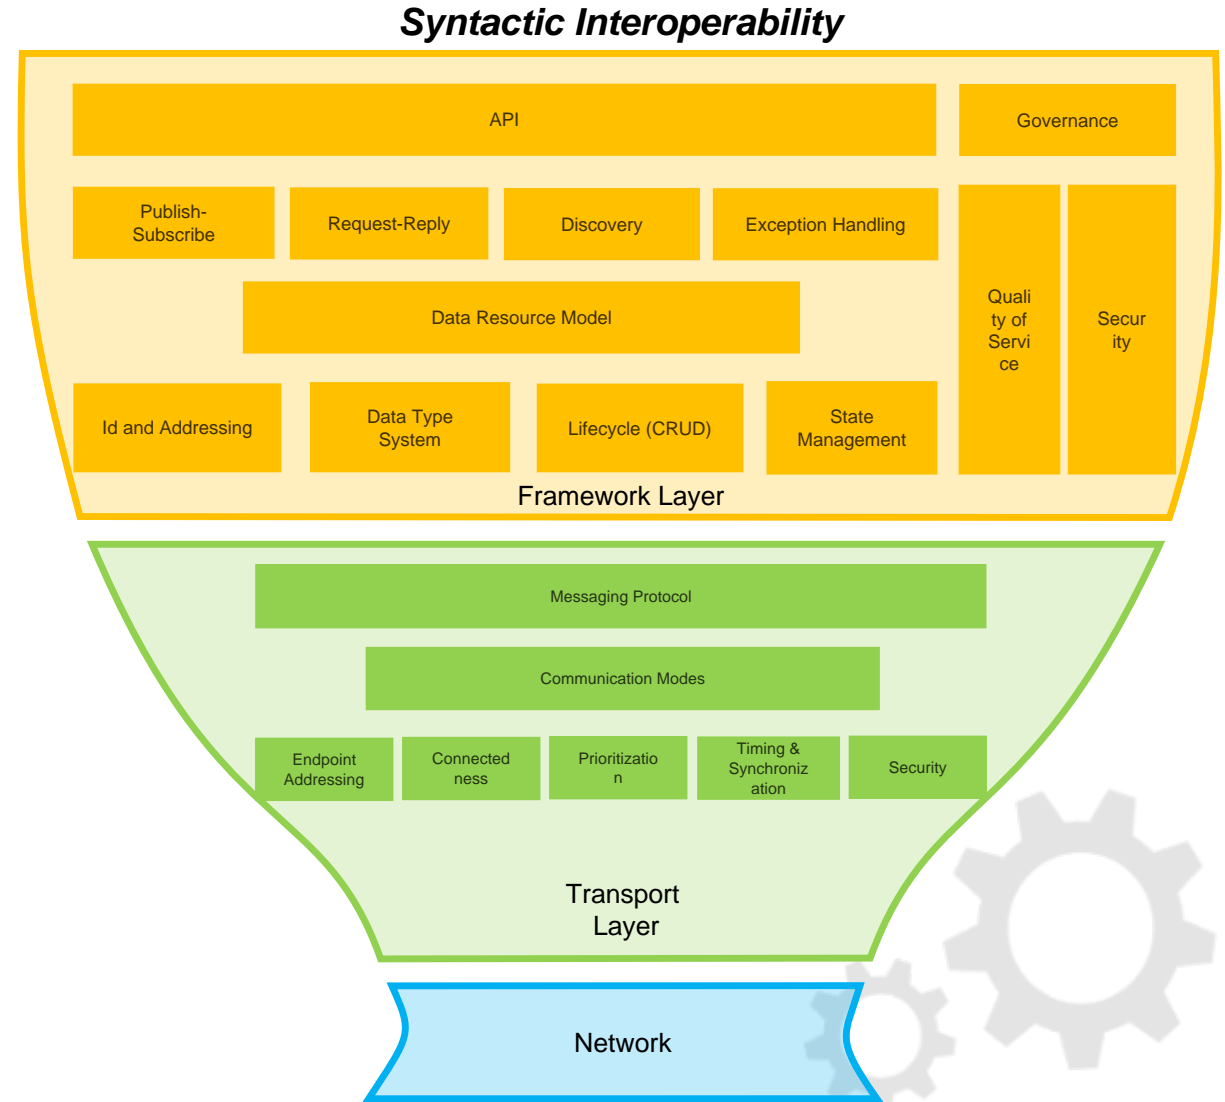 Syntactic Interoperability
API
Governance
Publish-
Subscribe
Request-Reply
Discovery
Exception Handling
Data Resource Model
Quali
ty of
Servi
ce
Secur
ity
Id and Addressing
Data Type
System
Lifecycle (CRUD)
State
Management
Framework Layer
Messaging Protocol
Communication Modes
Endpoint
Addressing
Connected
ness
Prioritizatio
n
Timing &
Synchroniz
ation
Security
Transport
Layer
Network